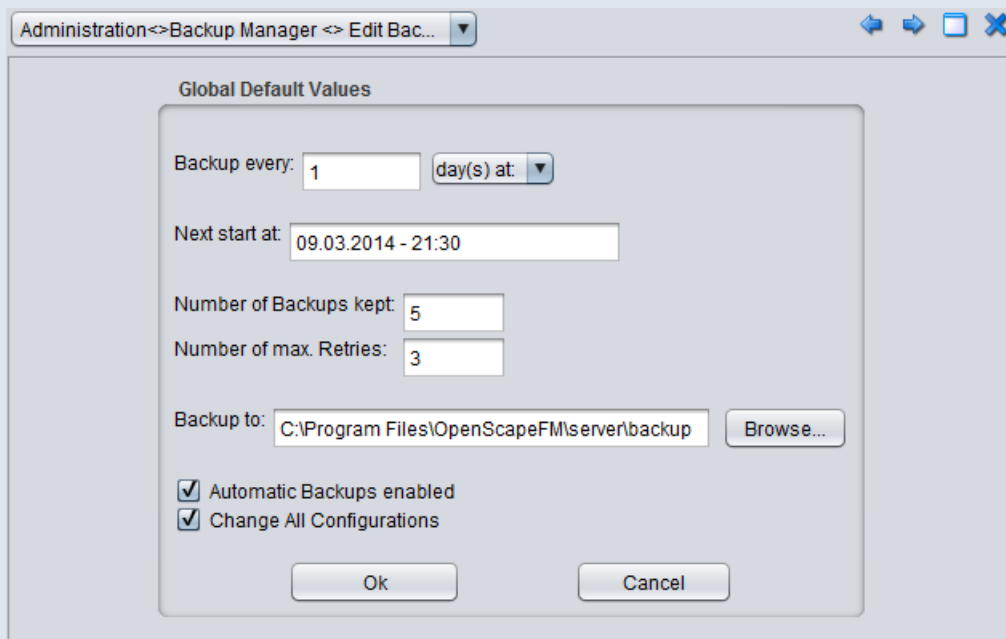 Administration<>Backup Manager <> Edit Bac...
Global Default Values
Backup every: 1 day(s) at:
Next start at: 09.03.2014 - 21:30
Number of Backups kept: 5
Number of max. Retries: 3
Backup to: C:\Program Files\OpenScapeFM\server\backup Browse...
Automatic Backups enabled
Change All Configurations
Ok Cancel